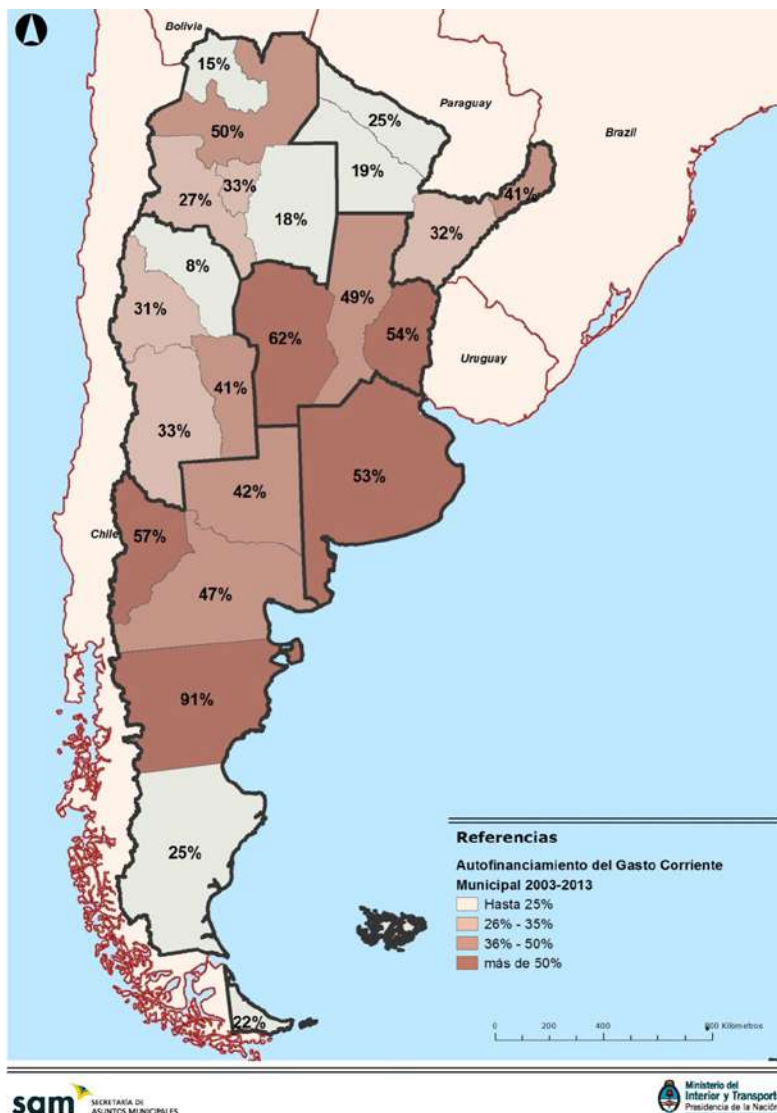 Bolivia
15%
Paraguay
25%
Brazil
50%
19%
33%
41%
27%
18%
32%
8%
49%
31%
54%
62%
Uruguay
41%
33%
53%
42%
57%
Chile
47%
91%
25%
22%
Referencias
Autofinanciamiento del Gasto Corriente
Municipal 2003-2013
Hasta 25%
26% - 35%
36% - 50%
más de 50%
0 200 400 800 Kilometros
sam SECRETARÍA DE
ASUNTOS MUNICIPALES
Ministerio del
Interior y Transport
Presidencia de la Nación